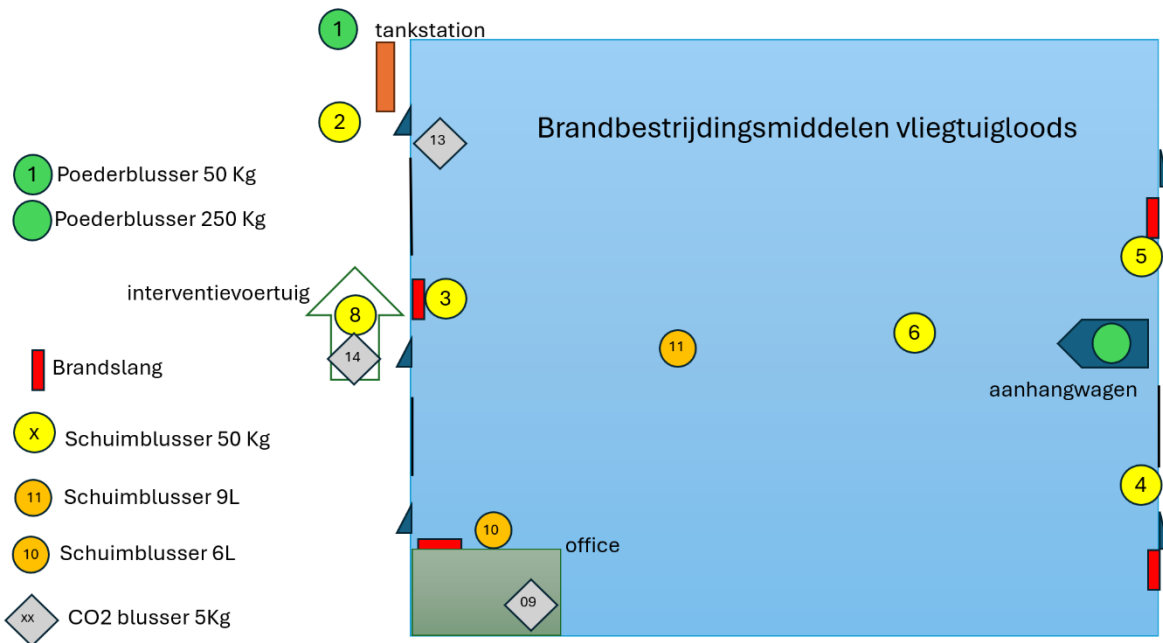 1
tankstation
2
13
Brandbestrijdingsmiddelen vliegtuigloods
1 Poederblusser 50 Kg
Poederblusser 250 Kg
5
interventievoertuig
3
8
6
14
11
Brandslang
aanhangwagen
x Schuimblusser 50 Kg
4
11 Schuimblusser 9L
10
office
10 Schuimblusser 6L
09
xx CO2 blusser 5Kg